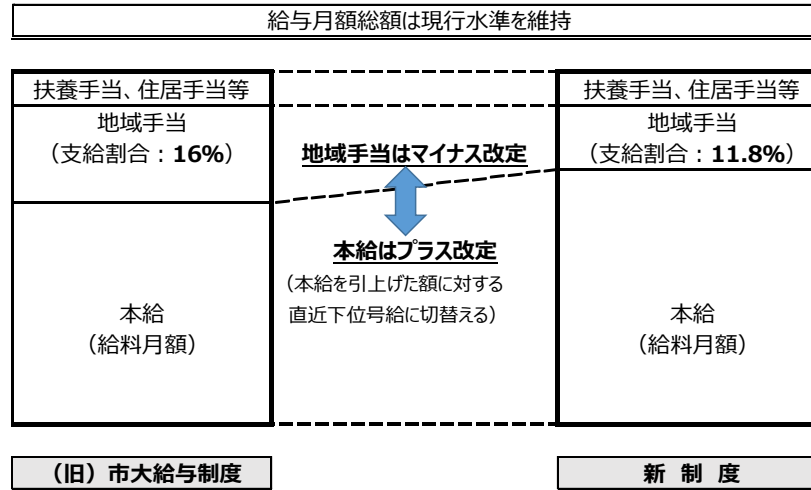 給与月額総額は現行水準を維持
扶養手当、住居手当等
地域手当
（支給割合：16%）
本給
（給料月額）
（旧）市大給与制度
地域手当はマイナス改定
本給はプラス改定
（本給を引上げた額に対する
直近下位号給に切替える）
扶養手当、住居手当等
地域手当
（支給割合：11.8%）
本給
（給料月額）
新 制 度